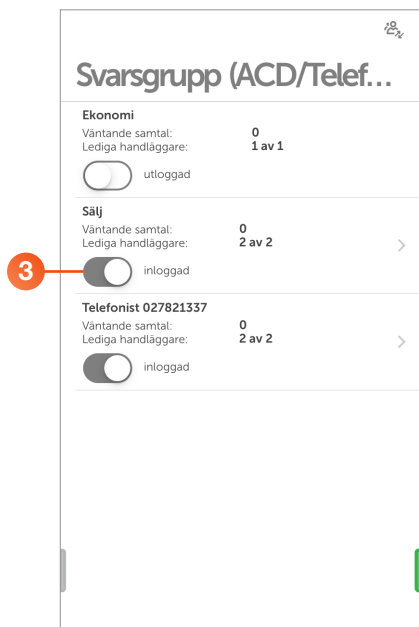 Svarsgrupp (ACD/Telef...
Ekonomi
Väntande samtal: 0
Lediga handläggare: 1 av 1
utloggad
Sälj
Väntande samtal: 0
Lediga handläggare: 2 av 2
3
inloggad
Telefonist 027821337
Väntande samtal: 0
Lediga handläggare: 2 av 2
inloggad